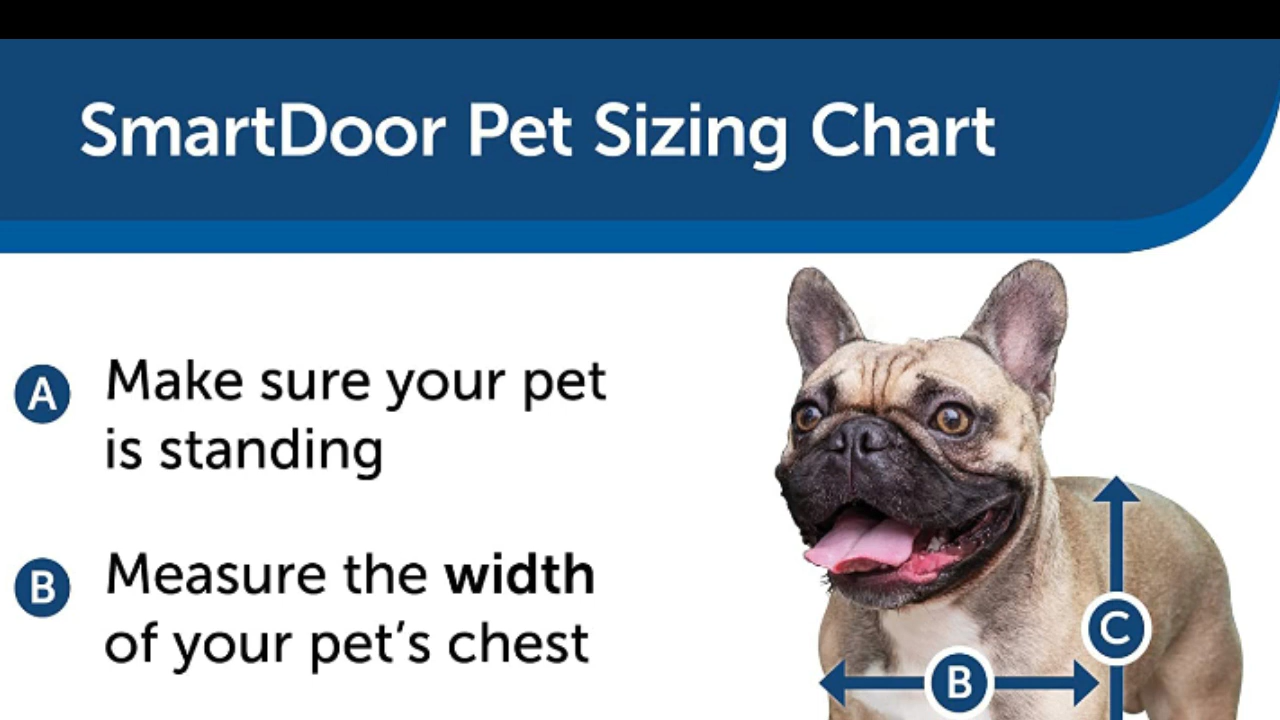 SmartDoor Pet Sizing Chart
A Make sure your pet
is standing
B Measure the width
of your pet’s chest
C
B